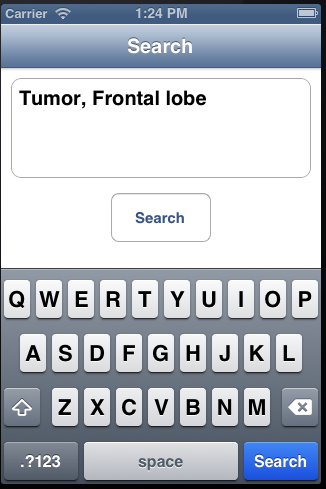 Carrier 1:24 PM
Search
Tumor, Frontal lobe
Search
Q W E R T Y U I O P
A S D F G H J K L
Z X C V B N M
.?123 space Search